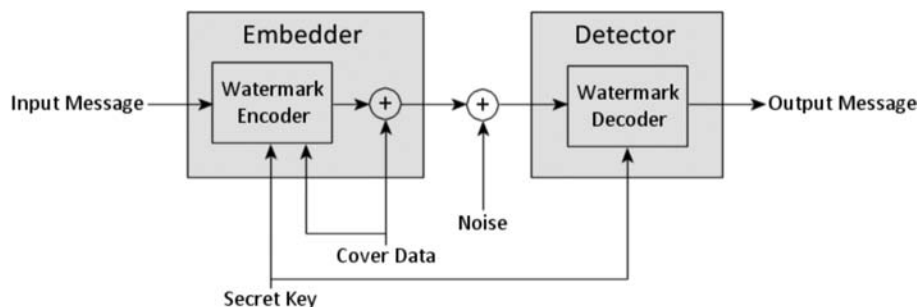 Embedder
Detector
Input Message
Watermark
Encoder
+
+
Watermark
Decoder
Output Message
Noise
Cover Data
Secret Key